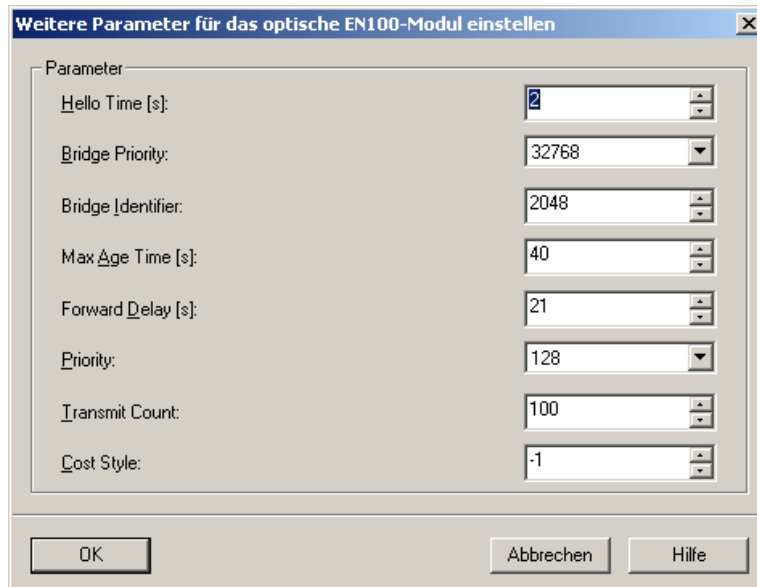 Weitere Parameter für das optische EN100-Modul einstellen
Parameter
Hello Time [s]: 2
Bridge Priority: 32768
Bridge Identifier: 2048
Max Age Time [s]: 40
Forward Delay [s]: 21
Priority: 128
Transmit Count: 100
Cost Style: -1
OK Abbrechen Hilfe